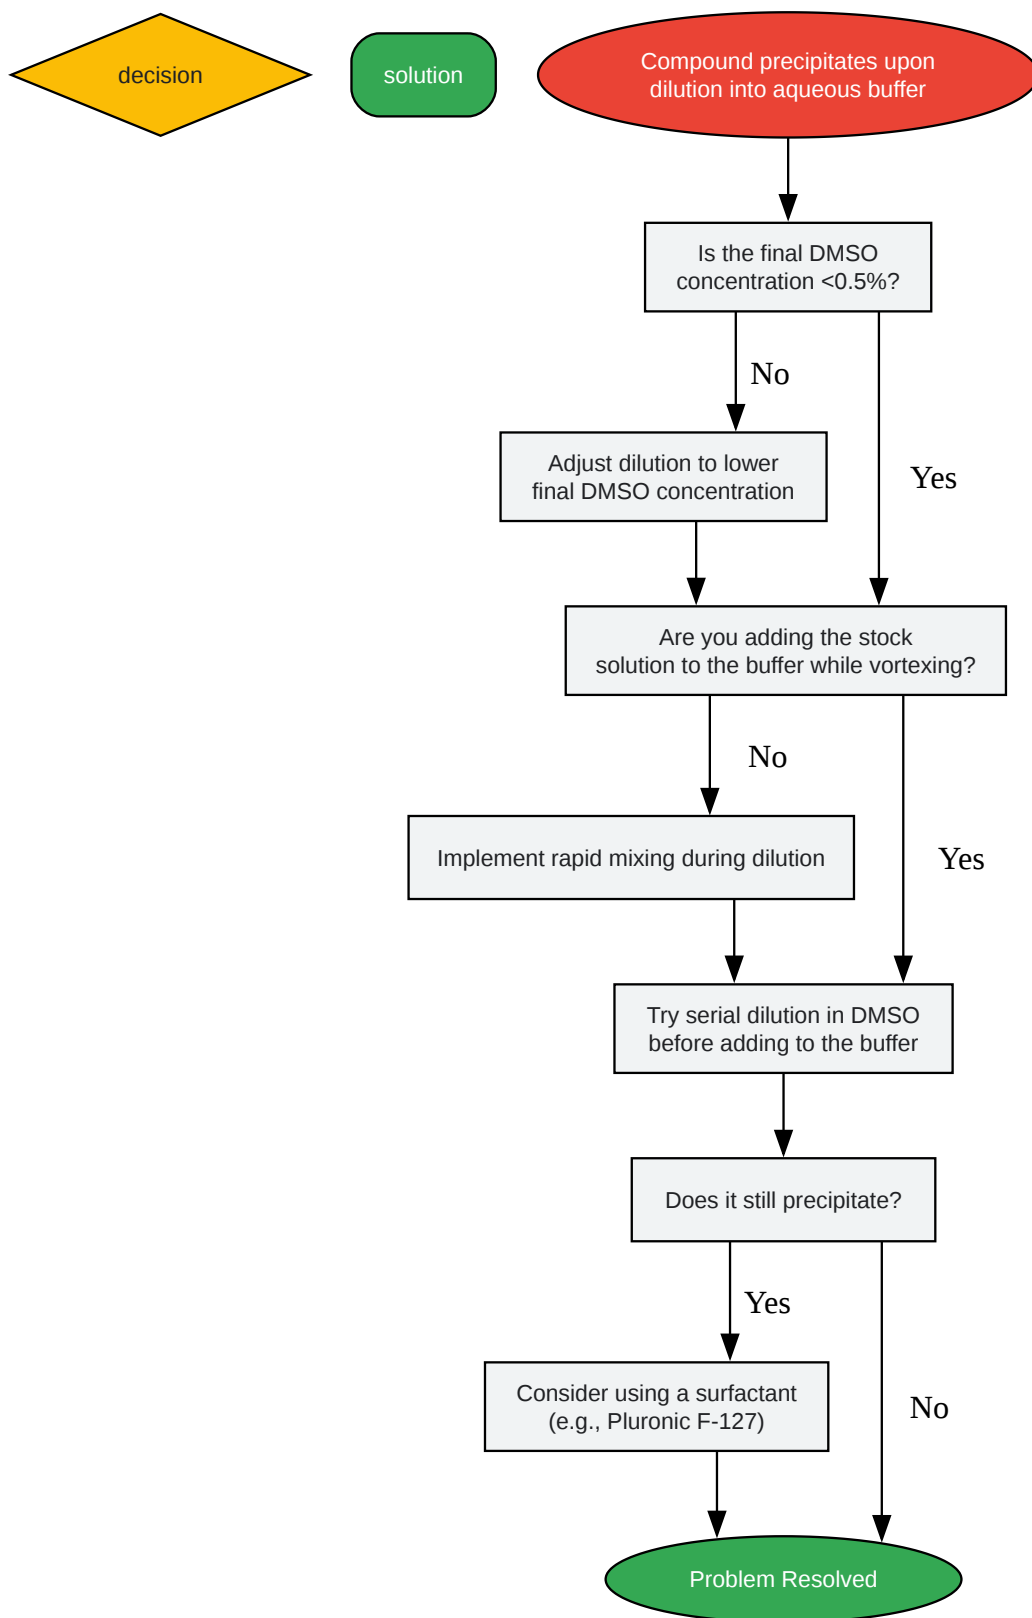 decision
solution
Compound precipitates upon
dilution into aqueous buffer
Is the final DMSO
concentration <0.5%?
No
Adjust dilution to lower
final DMSO concentration
Yes
Are you adding the stock
solution to the buffer while vortexing?
No
Implement rapid mixing during dilution
Yes
Try serial dilution in DMSO
before adding to the buffer
Does it still precipitate?
Yes
Consider using a surfactant
(e.g., Pluronic F-127)
No
Problem Resolved